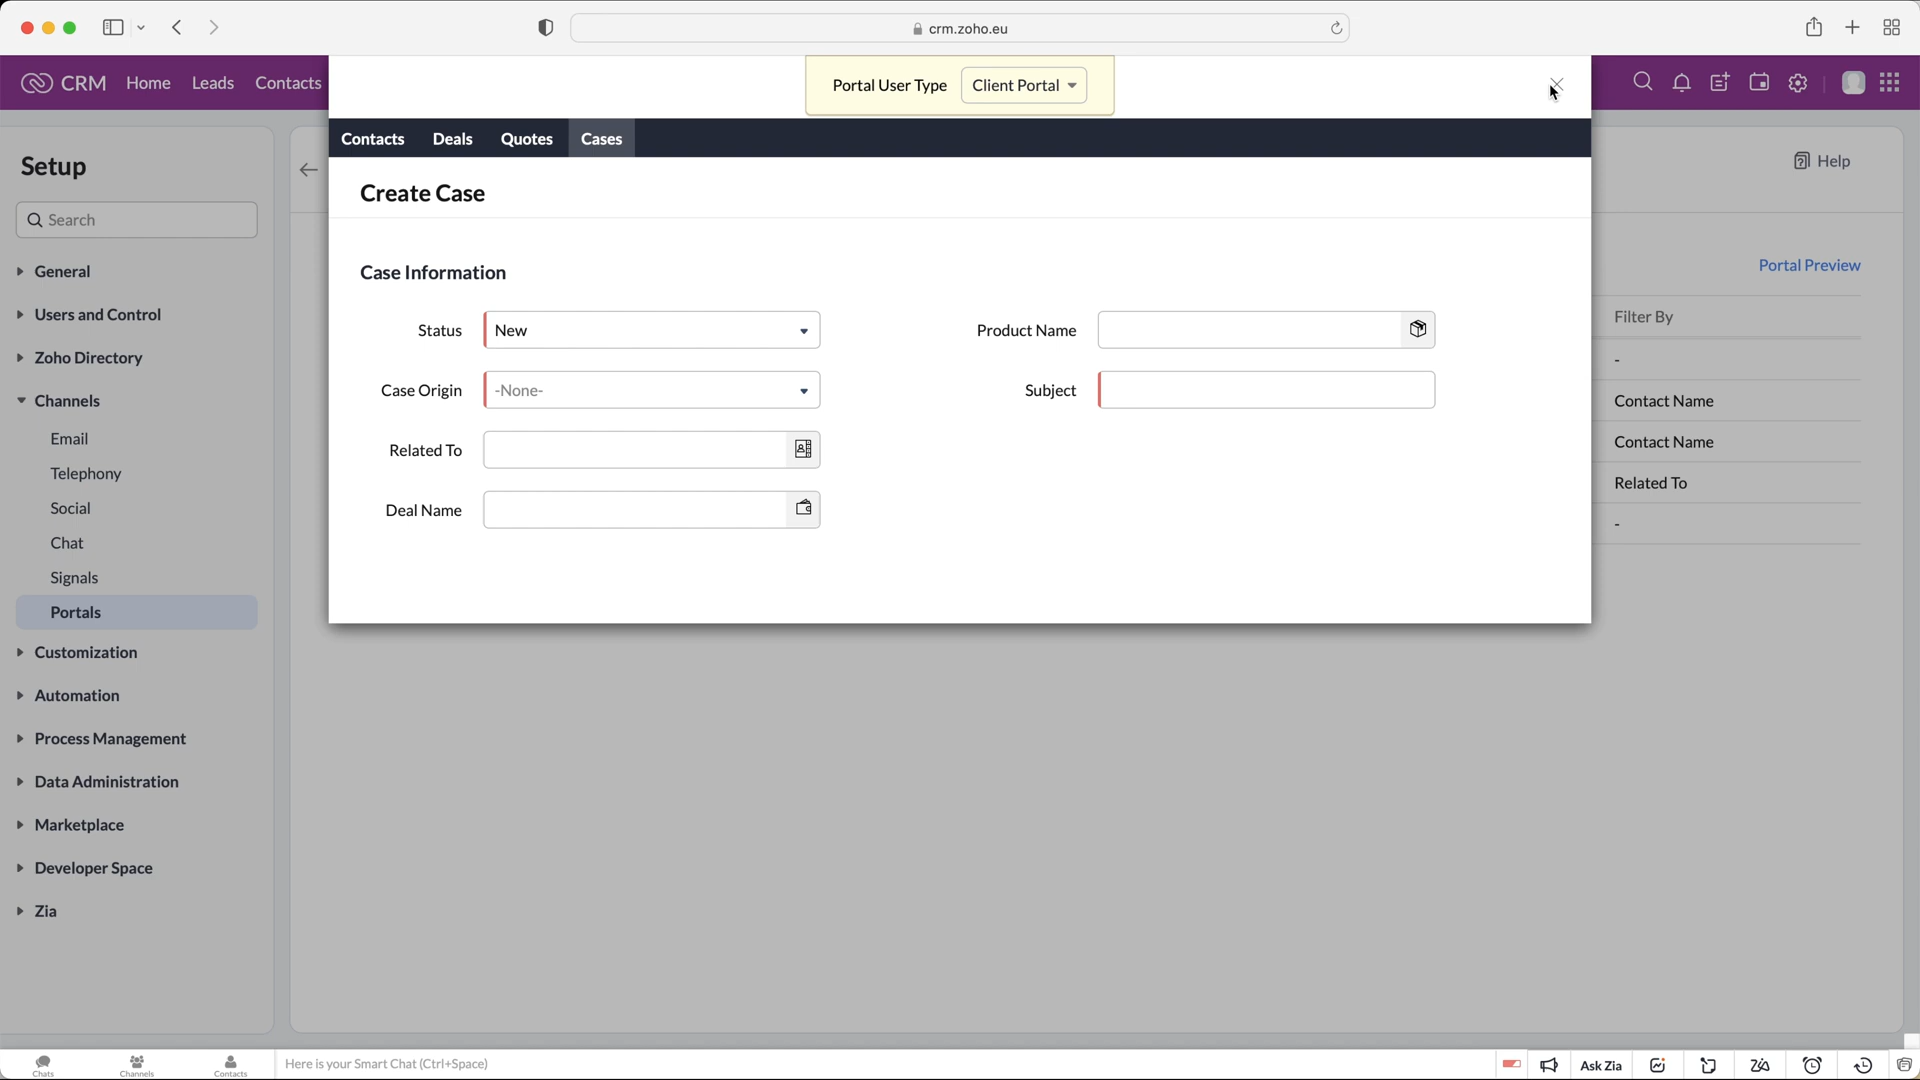 crm.zoho.eu
CRM Home Leads Contacts
Portal User Type Client Portal
Contacts Deals Quotes Cases
Setup
Help
Create Case
Search
Portal Preview
General
Case Information
Users and Control
Filter By
Status New
Product Name
Zoho Directory
-
Case Origin -None-
Subject
Channels
Contact Name
Email
Related To
Contact Name
Telephony
Related To
Social
Deal Name
-
Chat
Signals
Portals
Customization
Automation
Process Management
Data Administration
Marketplace
Developer Space
Zia
Chats
Channels
Contacts
Here is your Smart Chat (Ctrl+Space)
Ask Zia